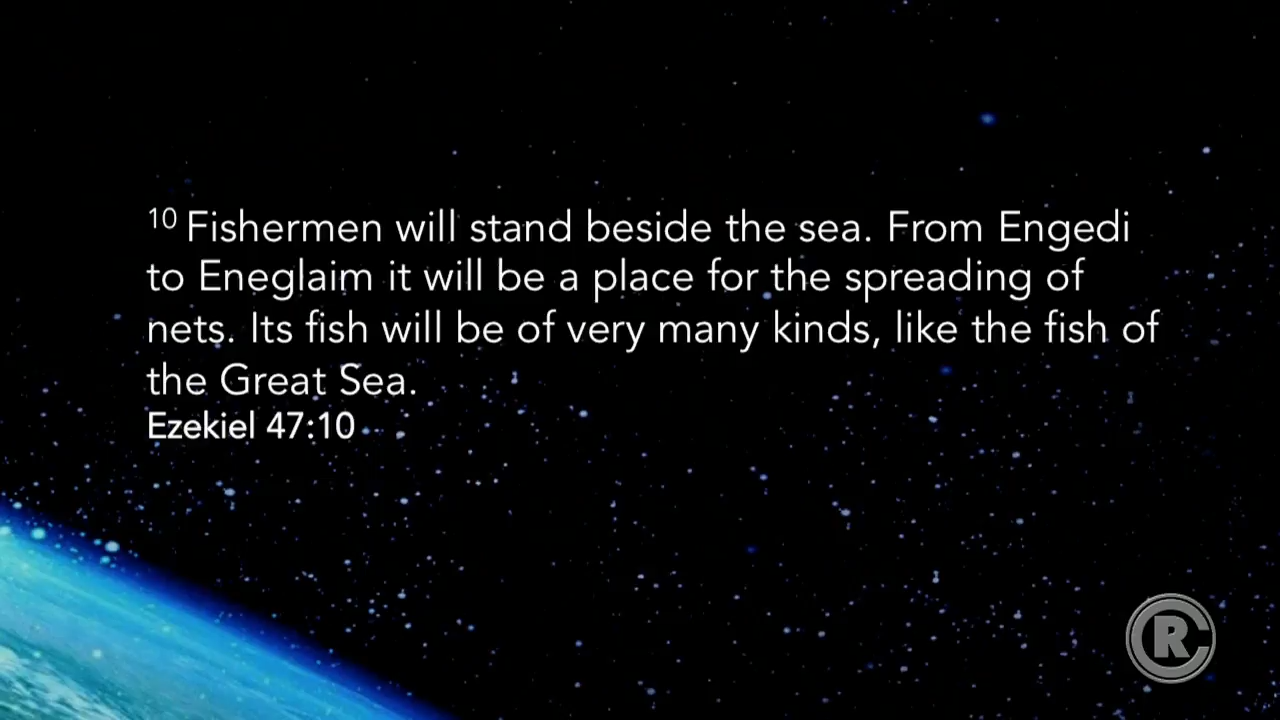 10 Fishermen will stand beside the sea. From Engedi
to Eneglaim it will be a place for the spreading of
nets. Its fish will be of very many kinds, like the fish of
the Great Sea.
Ezekiel 47:10
CR